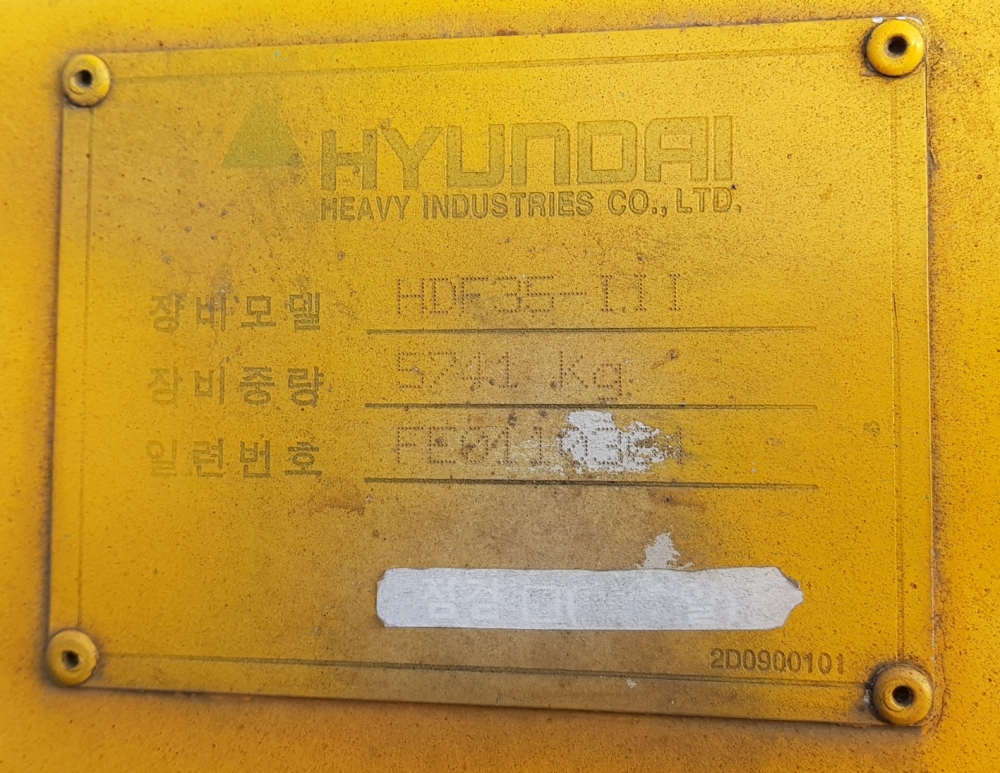 HYUNDAI
HEAVY INDUSTRIES CO., LTD.
장비모델 HDF35-III
장비중량 5741 Kg
일련번호
2D0900101